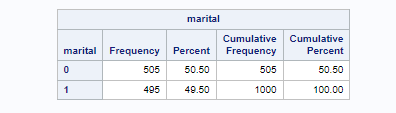 marital
Cumulative Cumulative
marital Frequency Percent Frequency Percent
0 505 50.50 505 50.50
1 495 49.50 1000 100.00